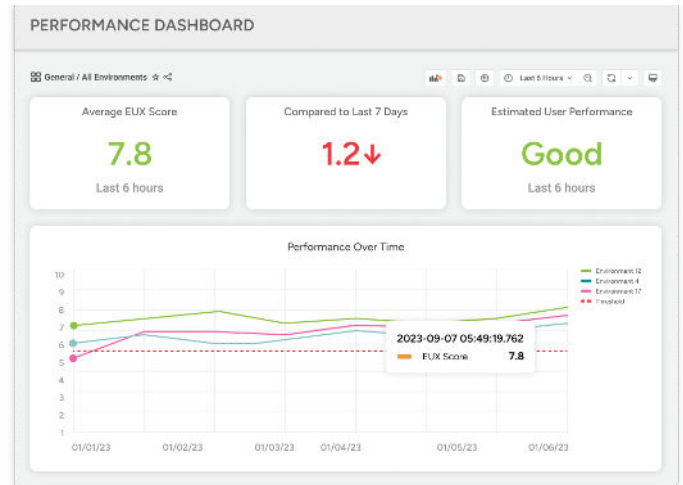 PERFORMANCE DASHBOARD
General / All Environments
Last 6 Hours
Average EUX Score
7.8
Last 6 hours
Compared to Last 7 Days
1.2↓
Estimated User Performance
Good
Last 6 hours
Performance Over Time
10
9
8
7
6
5
4
3
2
1
Environment 12
Environment 4
Environment 17
Threshold
2023-09-07 05:49:19.762
EUX Score 7.8
01/01/23 01/02/23 01/03/23 01/04/23 01/05/23 01/06/23